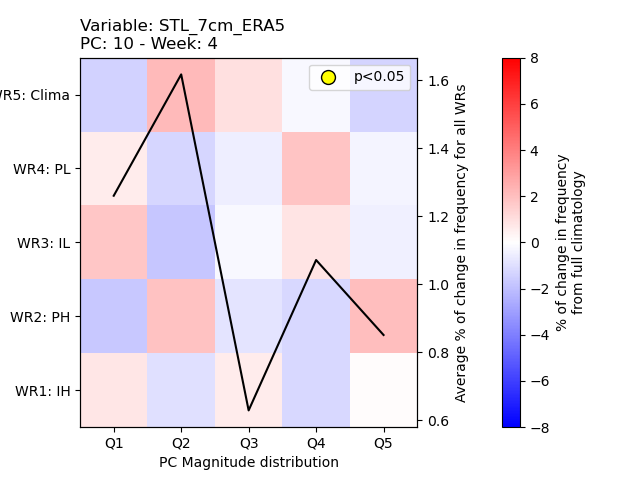 Variable: STL_7cm_ERA5
PC: 10 - Week: 4
p<0.05
WR5: Clima
WR4: PL
WR3: IL
WR2: PH
WR1: IH
Q1 Q2 Q3 Q4 Q5
PC Magnitude distribution
1.6
1.4
1.2
1.0
0.8
0.6
Average % of change in frequency for all WRs
8
6
4
2
0
−2
−4
−6
−8
% of change in frequency
from full climatology